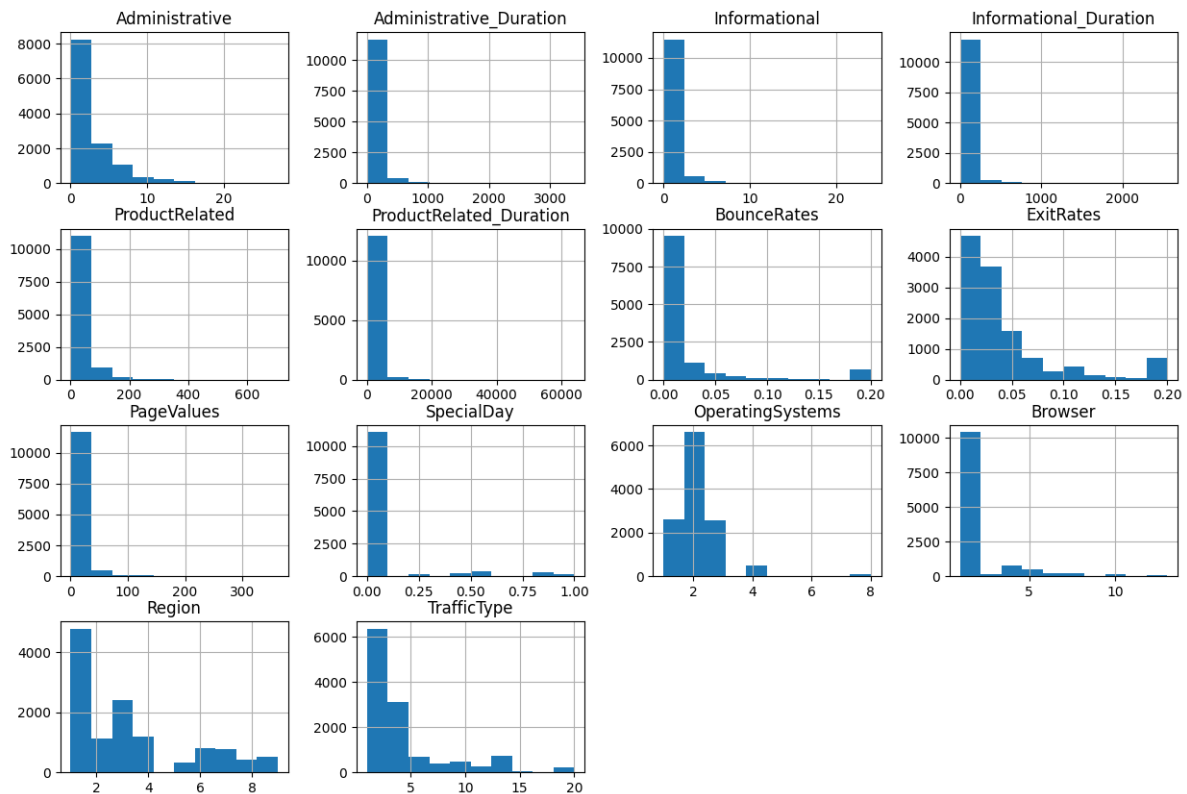 Administrative Administrative_Duration Informational Informational_Duration
8000 6000 4000 2000 0
0 10 20
10000 7500 5000 2500 0
0 1000 2000 3000
10000 7500 5000 2500 0
0 10 20
10000 7500 5000 2500 0
0 1000 2000
ProductRelated ProductRelated_Duration BounceRates ExitRates
10000 7500 5000 2500 0
0 200 400 600
10000 5000 0
0 20000 40000 60000
10000 7500 5000 2500 0
0.00 0.05 0.10 0.15 0.20
4000 3000 2000 1000 0
0.00 0.05 0.10 0.15 0.20
PageValues SpecialDay OperatingSystems Browser
10000 7500 5000 2500 0
0 100 200 300
10000 7500 5000 2500 0
0.00 0.25 0.50 0.75 1.00
6000 4000 2000 0
2 4 6 8
10000 7500 5000 2500 0
5 10
Region TrafficType
4000 2000 0
2 4 6 8
6000 4000 2000 0
5 10 15 20